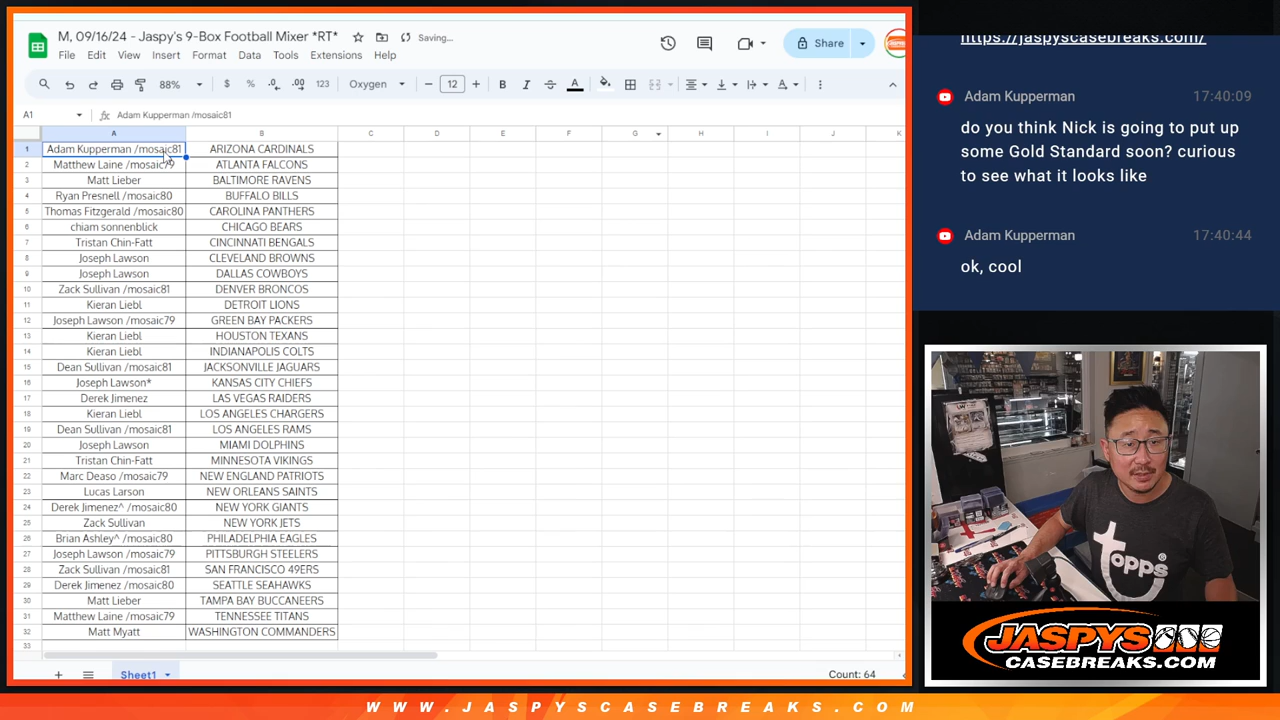 M, 09/16/24 - Jaspy's 9-Box Football Mixer *RT*
Saving...
File Edit View Insert Format Data Tools Extensions Help
Share
88% $ % .0 .00 123 Oxygen 12 B I A
A1 Adam Kupperman /mosaic81
A B C D E F G H I J K
1 Adam Kupperman /mosaic81 ARIZONA CARDINALS
2 Matthew Laine /mosaic79 ATLANTA FALCONS
3 Matt Lieber BALTIMORE RAVENS
4 Ryan Presnell /mosaic80 BUFFALO BILLS
5 Thomas Fitzgerald /mosaic80 CAROLINA PANTHERS
6 chiam sonnenblick CHICAGO BEARS
7 Tristan Chin-Fatt CINCINNATI BENGALS
8 Joseph Lawson CLEVELAND BROWNS
9 Joseph Lawson DALLAS COWBOYS
10 Zack Sullivan /mosaic81 DENVER BRONCOS
11 Kieran Liebl DETROIT LIONS
12 Joseph Lawson /mosaic79 GREEN BAY PACKERS
13 Kieran Liebl HOUSTON TEXANS
14 Kieran Liebl INDIANAPOLIS COLTS
15 Dean Sullivan /mosaic81 JACKSONVILLE JAGUARS
16 Joseph Lawson* KANSAS CITY CHIEFS
17 Derek Jimenez LAS VEGAS RAIDERS
18 Kieran Liebl LOS ANGELES CHARGERS
19 Dean Sullivan /mosaic81 LOS ANGELES RAMS
20 Joseph Lawson MIAMI DOLPHINS
21 Tristan Chin-Fatt MINNESOTA VIKINGS
22 Marc Deaso /mosaic79 NEW ENGLAND PATRIOTS
23 Lucas Larson NEW ORLEANS SAINTS
24 Derek Jimenez^ /mosaic80 NEW YORK GIANTS
25 Zack Sullivan NEW YORK JETS
26 Brian Ashley^ /mosaic80 PHILADELPHIA EAGLES
27 Joseph Lawson /mosaic79 PITTSBURGH STEELERS
28 Zack Sullivan /mosaic81 SAN FRANCISCO 49ERS
29 Derek Jimenez /mosaic80 SEATTLE SEAHAWKS
30 Matt Lieber TAMPA BAY BUCCANEERS
31 Matthew Laine /mosaic79 TENNESSEE TITANS
32 Matt Myatt WASHINGTON COMMANDERS
33
Sheet1
Count: 64
https://jaspyscasebreaks.com/
Adam Kupperman 17:40:09
do you think Nick is going to put up
some Gold Standard soon? curious
to see what it looks like
Adam Kupperman 17:40:44
ok, cool
topps
JASPYS
CASEBREAKS.COM
WWW.JASPYSCASEBREAKS.COM